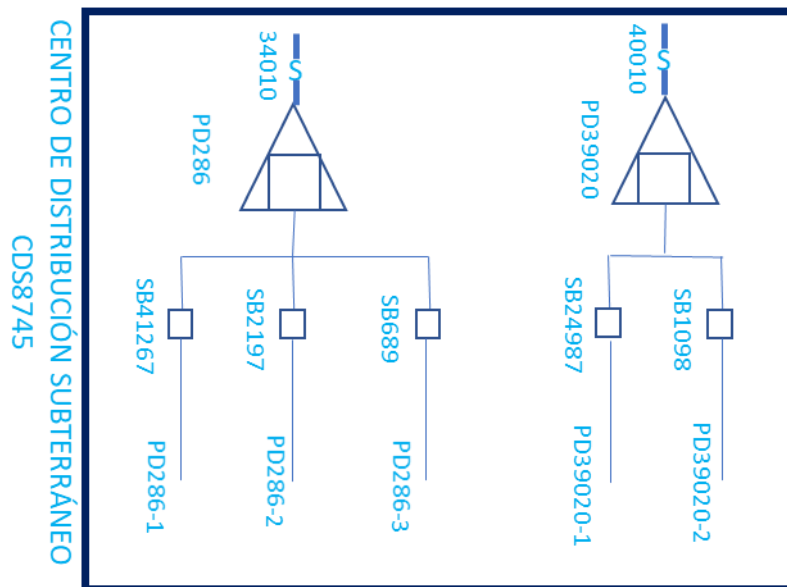 CENTRO DE DISTRIBUCIÓN SUBTERRÁNEO
CDS8745
S
40010
PD39020
SB1098
SB24987
PD39020-2
PD39020-1
S
34010
PD286
SB689
SB2197
SB41267
PD286-3
PD286-2
PD286-1